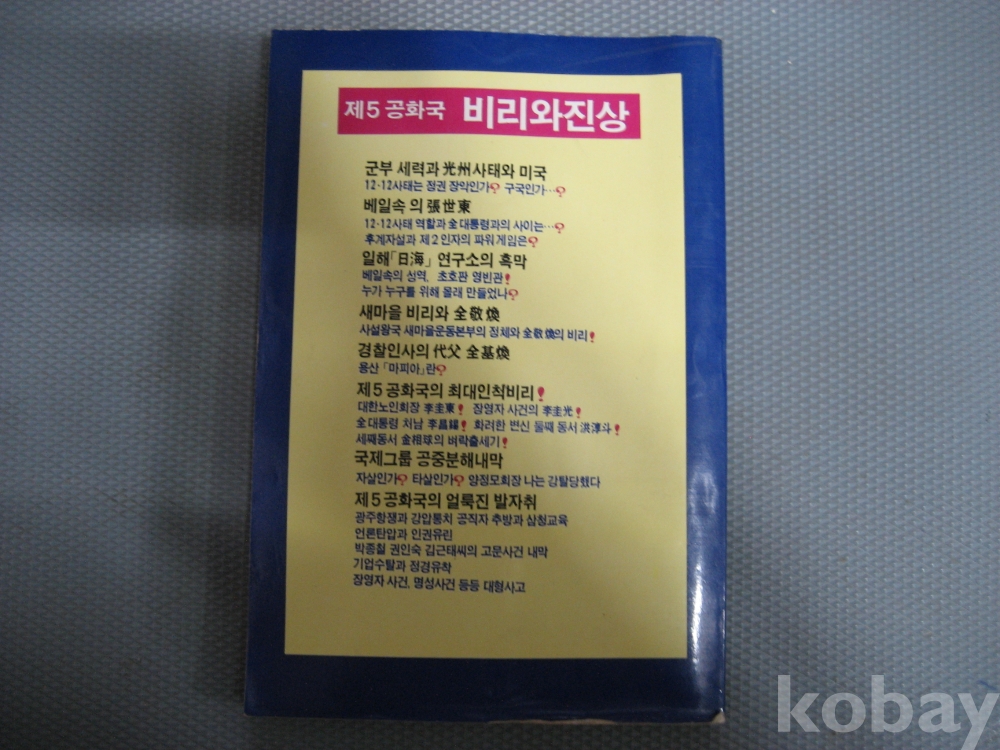 제5 공화국 비리와진상
군부 세력과 光州사태와 미국
12·12사태는 정권 장악인가? 구국인가…?
베일속 의 張世東
12·12사태 역할과 全大통령과의 사이는…?
후계자설과 제2인자의 파워게임은?
일해「日海」연구소의 흑막
베일속의 성역, 초호판 영빈관!
누가 누구를 위해 몰래 만들었나?
새마을 비리와 全敬煥
사설왕국 새마을운동본부의 정체와 全敬煥의 비리!
경찰인사의 代父 全基煥
용산「마피아」란?
제5 공화국의 최대인척비리!
대한노인회장 李圭東! 장영자 사건의 李圭光!
全大통령 처남 李昌錫! 화려한 변신 둘째 동서 洪淳斗!
세째동서 金相球의 벼락출세기!
국제그룹 공중분해내막
자살인가? 타살인가? 양정모회장 나는 강탈당했다
제5공화국의 얼룩진 발자취
광주항쟁과 강압통치 공직자 추방과 삼청교육
언론탄압과 인권유린
박종철 권인숙 김근태씨의 고문사건 내막
기업수탈과 정경유착
장영자 사건, 명성사건 등등 대형사고
kobay